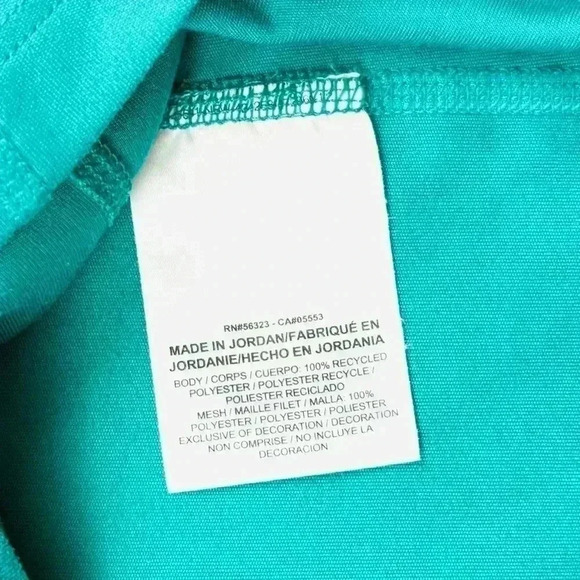 RN#56323 - CA#05553
MADE IN JORDAN/FABRIQUÉ EN
JORDANIE/HECHO EN JORDANIA
BODY / CORPS / CUERPO: 100% RECYCLED
POLYESTER / POLYESTER RECYCLE /
POLIESTER RECICLADO
MESH / MAILLE FILET / MALLA: 100%
POLYESTER / POLYESTER / POLIESTER
EXCLUSIVE OF DECORATION / DECORATION
NON COMPRISE / NO INCLUYE LA
DECORACION